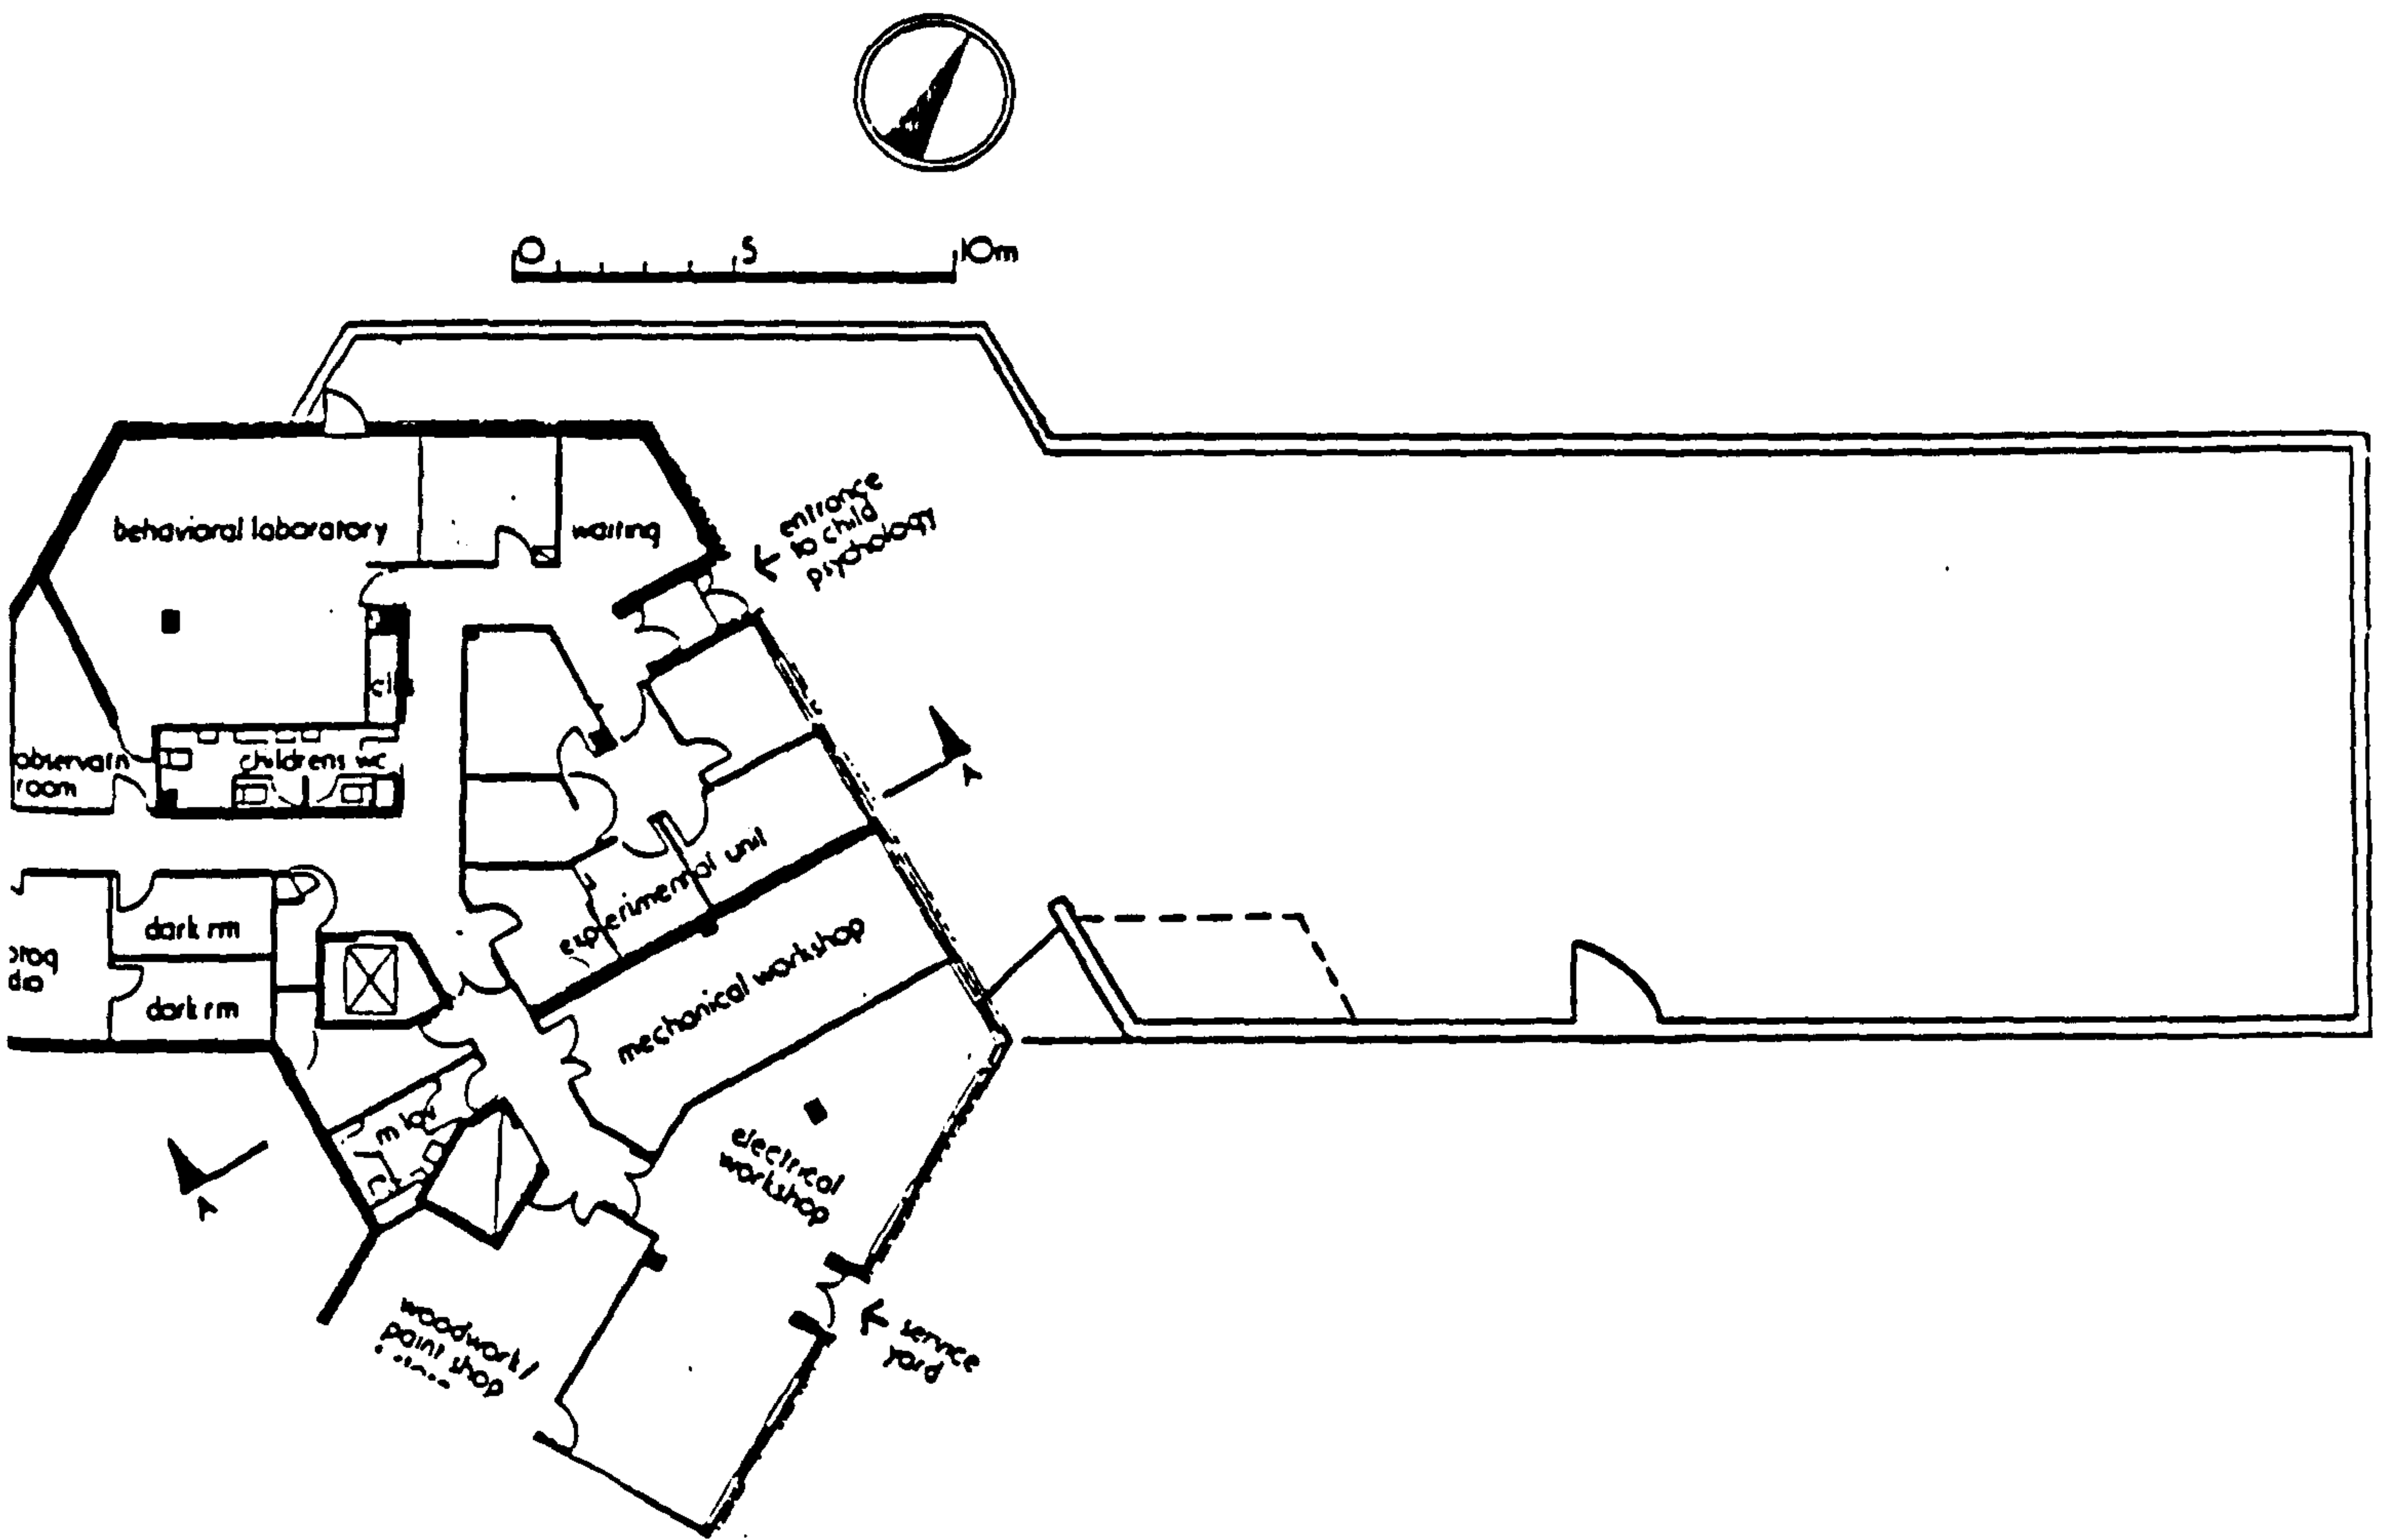 0 5 10m
entrance
to child
psychology
behavioral laboratory
waiting
cl
observatn
room
childrens wc
experimental unit
dark rm
dark rm
mechanical workshop
m lav
electrical
workshop
woodwork/
paint shop
service
yard
A
A